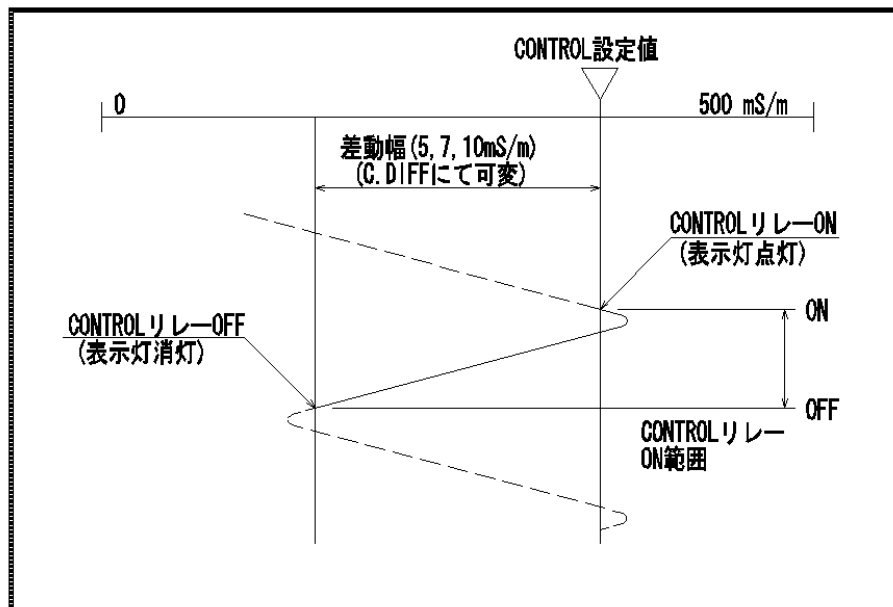 CONTROL設定値
0
500 mS/m
差動幅(5,7,10mS/m)
(C.DIFFにて可変)
CONTROLリレーON
(表示灯点灯)
ON
CONTROLリレーOFF
(表示灯消灯)
OFF
CONTROLリレー
ON範囲